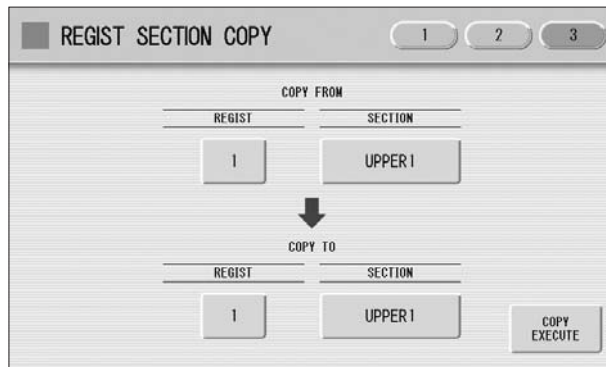 REGIST SECTION COPY 1 2 3
COPY FROM
REGIST SECTION
1 UPPER1
COPY TO
REGIST SECTION
1 UPPER1
COPY
EXECUTE